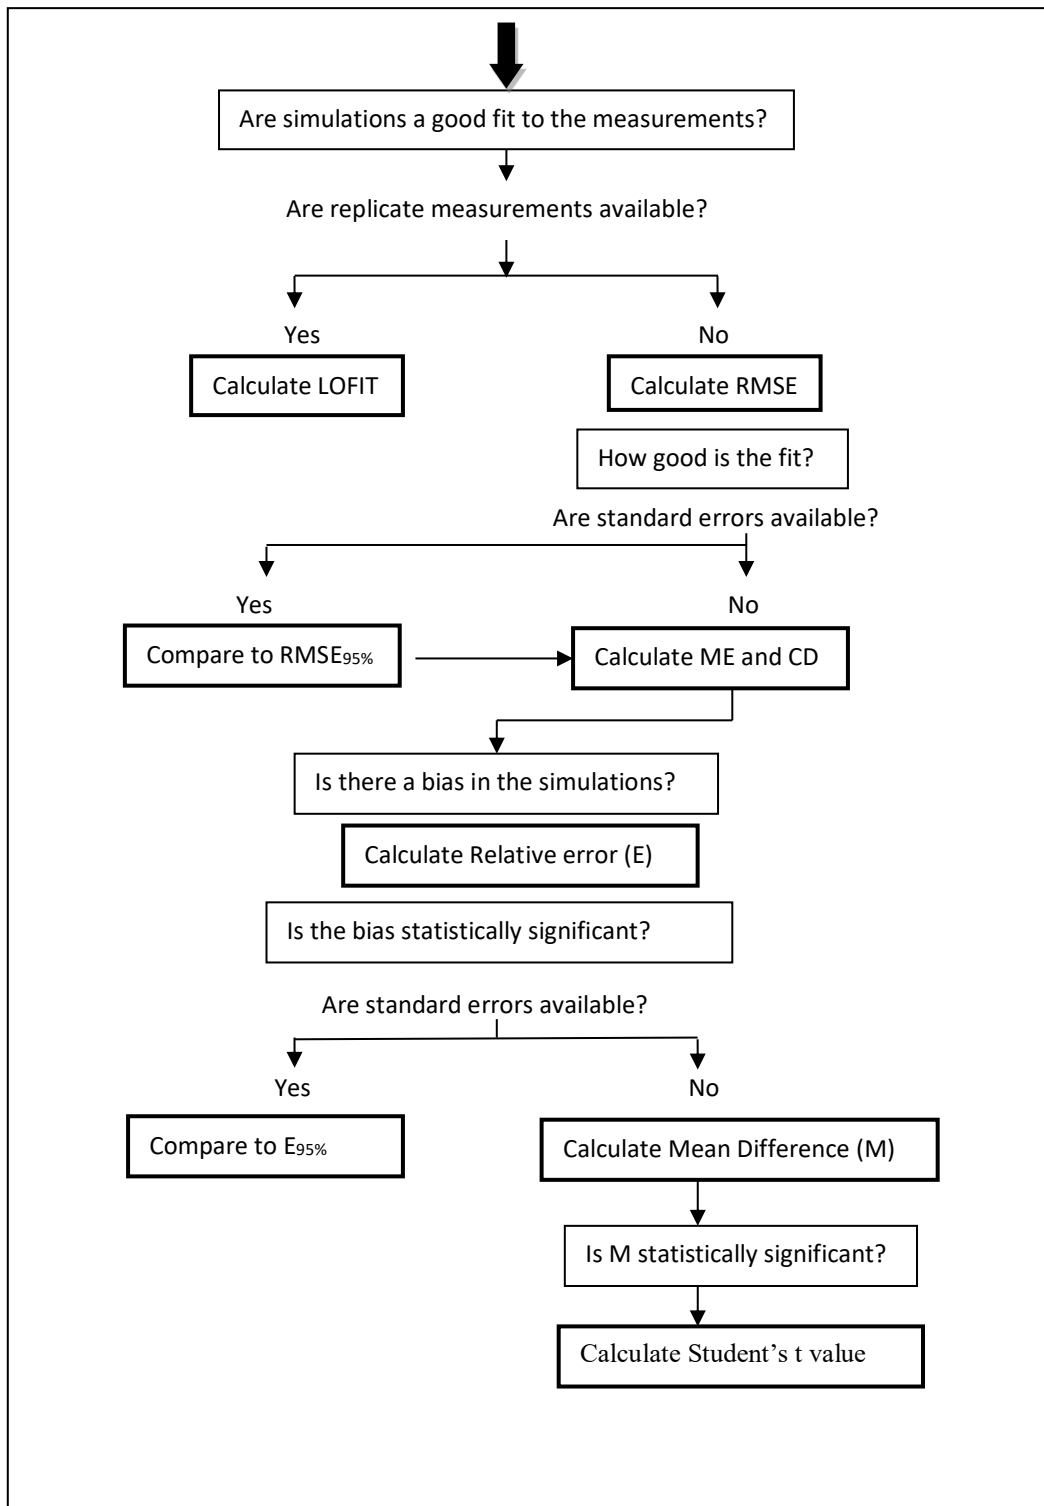 Are simulations a good fit to the measurements?
Are replicate measurements available?
Yes
No
Calculate LOFIT
Calculate RMSE
How good is the fit?
Are standard errors available?
Yes
No
Compare to RMSE95%
Calculate ME and CD
Is there a bias in the simulations?
Calculate Relative error (E)
Is the bias statistically significant?
Are standard errors available?
Yes
No
Compare to E95%
Calculate Mean Difference (M)
Is M statistically significant?
Calculate Student’s t value